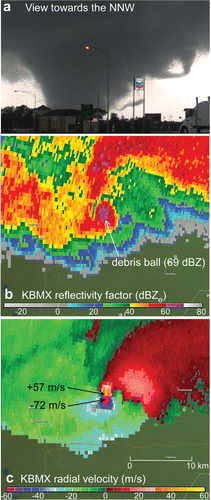 a View towards the NNW
debris ball (69 dBZ)
b KBMX reflectivity factor (dBZe)
-20 0 20 40 60 80
+57 m/s
-72 m/s
0 10 km
c KBMX radial velocity (m/s)
-60 -40 -20 0 20 40 60